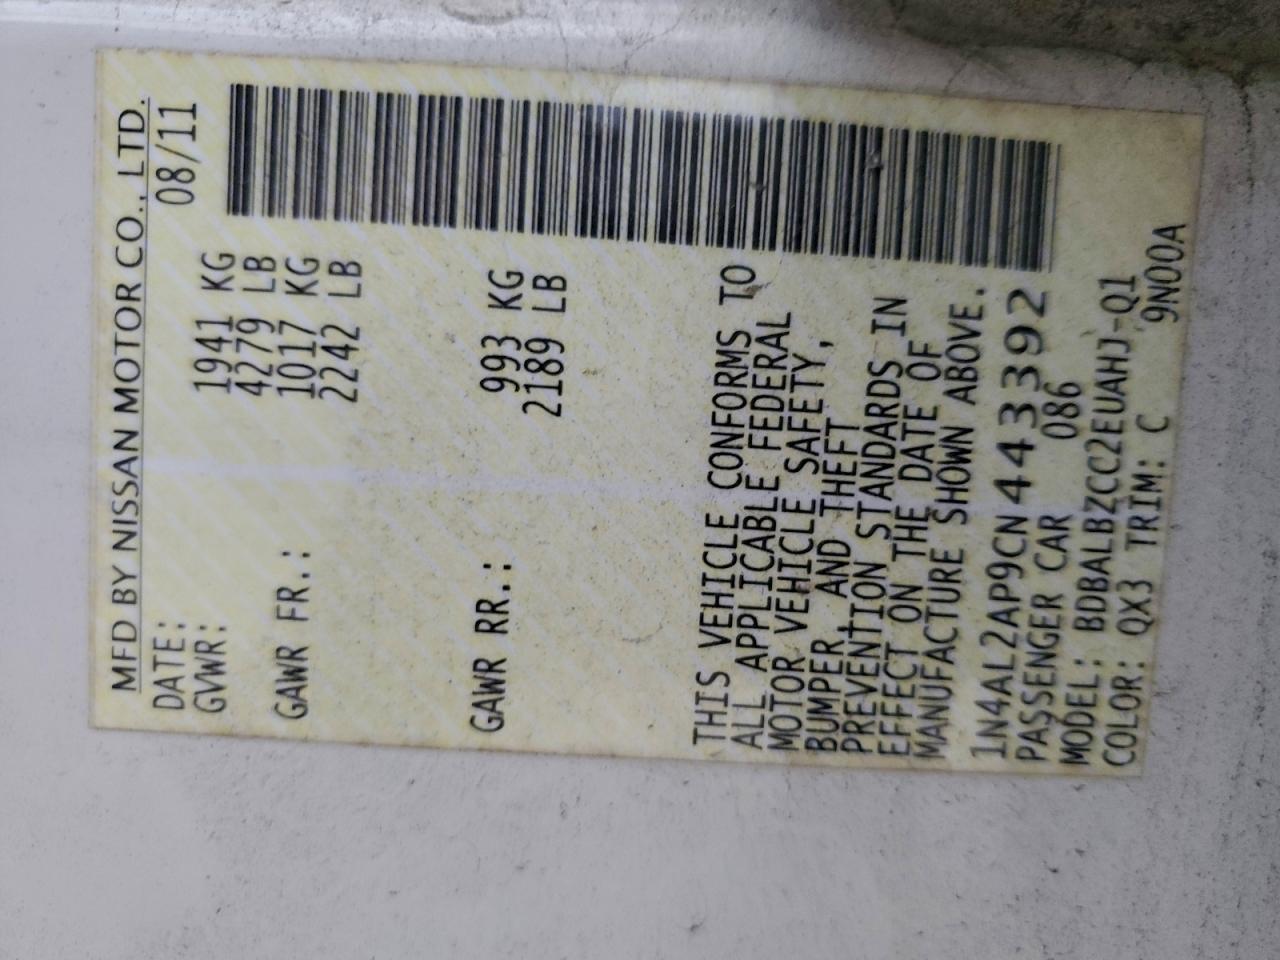 MFD BY NISSAN MOTOR CO., LTD.
DATE: 08/11
GVWR: 1941 KG
4279 LB
GAWR FR.: 1017 KG
2242 LB
GAWR RR.: 993 KG
2189 LB
THIS VEHICLE CONFORMS TO
ALL APPLICABLE FEDERAL
MOTOR VEHICLE SAFETY,
BUMPER, AND THEFT
PREVENTION STANDARDS IN
EFFECT ON THE DATE OF
MANUFACTURE SHOWN ABOVE.
1N4AL2AP9CN443392
PASSENGER CAR 086
MODEL: BDBALBZCC2EUAHJ-Q1
COLOR: QX3 TRIM: C 9N00A